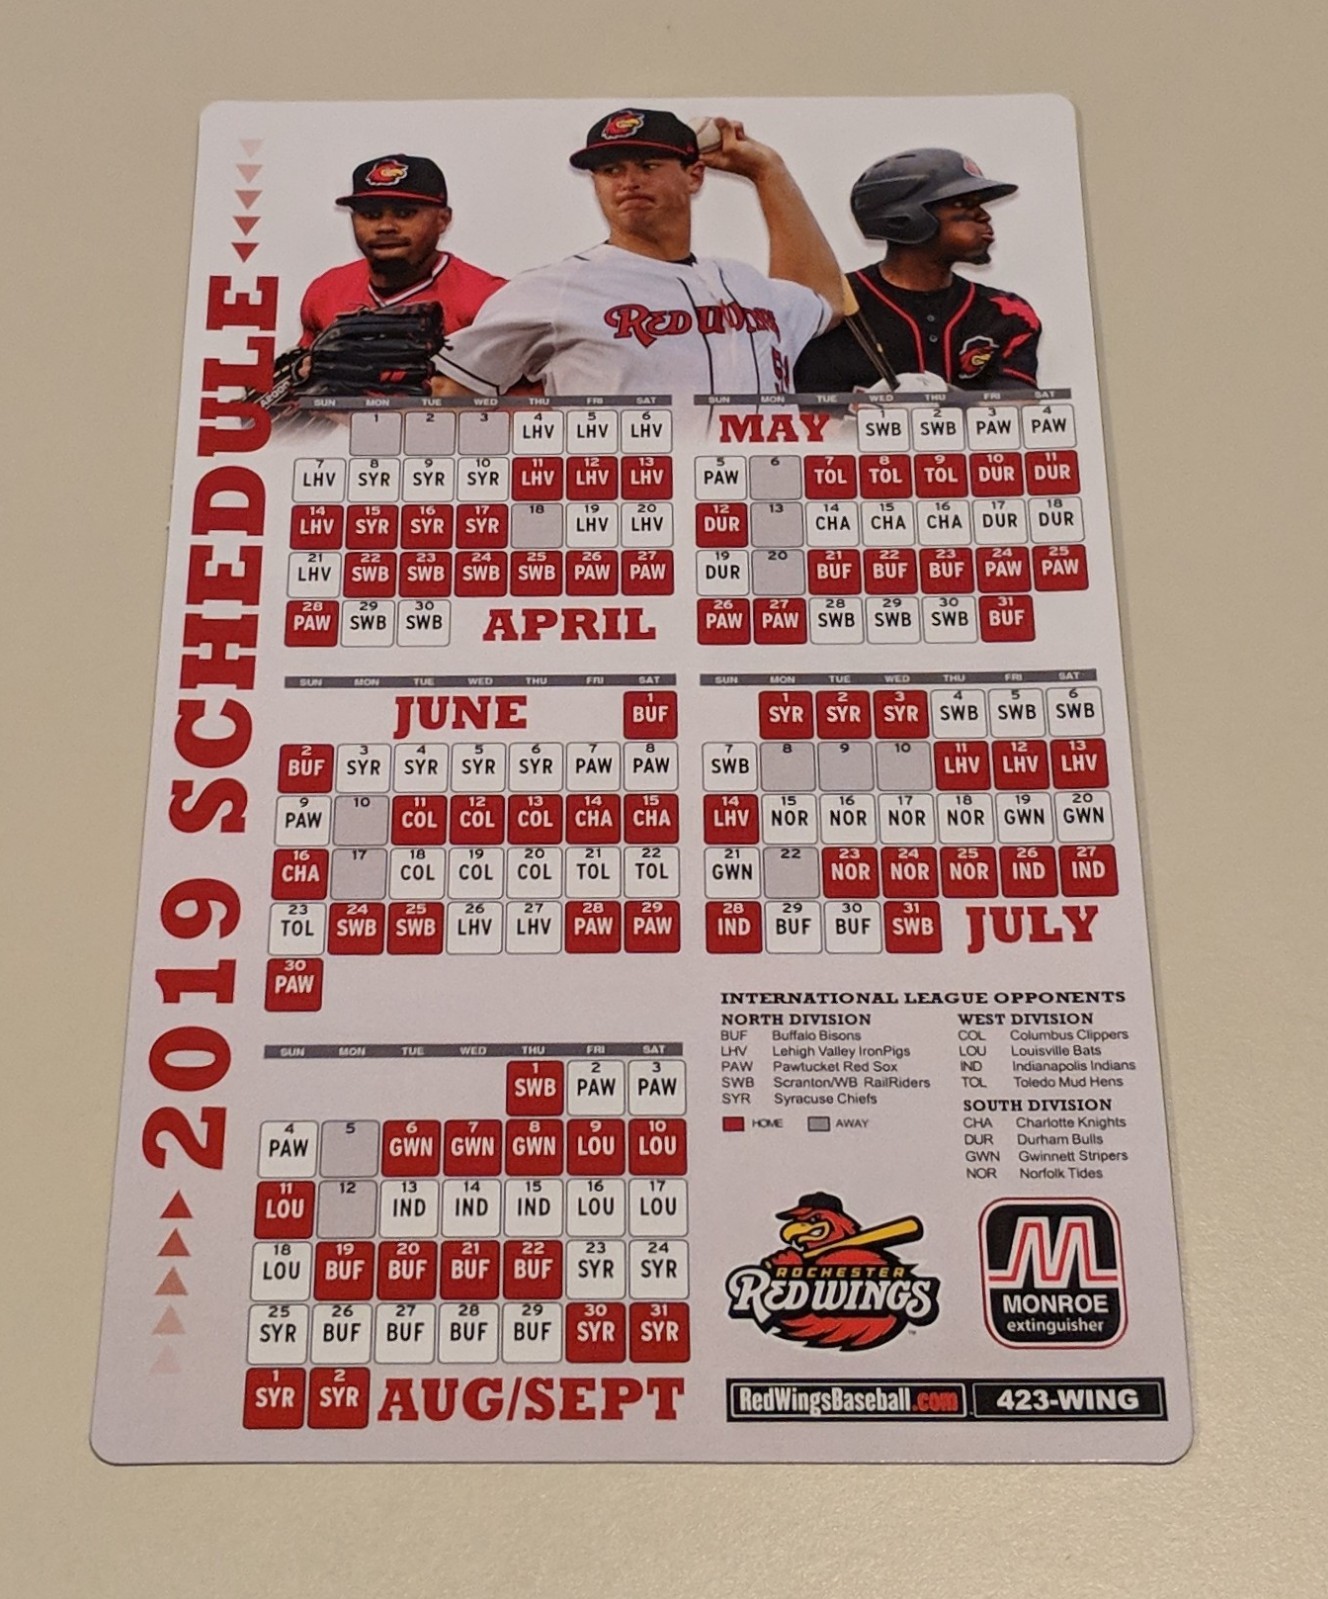 2019 SCHEDULE
RED WINGS
SUN MON TUE WED THU FRI SAT
1 2 3 4 LHV 5 LHV 6 LHV
7 LHV 8 SYR 9 SYR 10 SYR 11 LHV 12 LHV 13 LHV
14 LHV 15 SYR 16 SYR 17 SYR 18 19 LHV 20 LHV
21 LHV 22 SWB 23 SWB 24 SWB 25 SWB 26 PAW 27 PAW
28 PAW 29 SWB 30 SWB APRIL
SUN MON TUE WED THU FRI SAT
MAY 1 SWB 2 SWB 3 PAW 4 PAW
5 PAW 6 7 TOL 8 TOL 9 TOL 10 DUR 11 DUR
12 DUR 13 14 CHA 15 CHA 16 CHA 17 DUR 18 DUR
19 DUR 20 21 BUF 22 BUF 23 BUF 24 PAW 25 PAW
26 PAW 27 PAW 28 SWB 29 SWB 30 SWB 31 BUF
SUN MON TUE WED THU FRI SAT
JUNE 1 BUF
2 BUF 3 SYR 4 SYR 5 SYR 6 SYR 7 PAW 8 PAW
9 PAW 10 11 COL 12 COL 13 COL 14 CHA 15 CHA
16 CHA 17 18 COL 19 COL 20 COL 21 TOL 22 TOL
23 TOL 24 SWB 25 SWB 26 LHV 27 LHV 28 PAW 29 PAW
30 PAW
SUN MON TUE WED THU FRI SAT
1 SYR 2 SYR 3 SYR 4 SWB 5 SWB 6 SWB
7 SWB 8 9 10 11 LHV 12 LHV 13 LHV
14 LHV 15 NOR 16 NOR 17 NOR 18 NOR 19 GWN 20 GWN
21 GWN 22 23 NOR 24 NOR 25 NOR 26 IND 27 IND
28 IND 29 BUF 30 BUF 31 SWB JULY
SUN MON TUE WED THU FRI SAT
1 SWB 2 PAW 3 PAW
4 PAW 5 6 GWN 7 GWN 8 GWN 9 LOU 10 LOU
11 LOU 12 13 IND 14 IND 15 IND 16 LOU 17 LOU
18 LOU 19 BUF 20 BUF 21 BUF 22 BUF 23 SYR 24 SYR
25 SYR 26 BUF 27 BUF 28 BUF 29 BUF 30 SYR 31 SYR
1 SYR 2 SYR AUG/SEPT
INTERNATIONAL LEAGUE OPPONENTS
NORTH DIVISION
BUF Buffalo Bisons
LHV Lehigh Valley IronPigs
PAW Pawtucket Red Sox
SWB Scranton/WB RailRiders
SYR Syracuse Chiefs
HOME AWAY
WEST DIVISION
COL Columbus Clippers
LOU Louisville Bats
IND Indianapolis Indians
TOL Toledo Mud Hens
SOUTH DIVISION
CHA Charlotte Knights
DUR Durham Bulls
GWN Gwinnett Stripers
NOR Norfolk Tides
ROCHESTER
RED WINGS
TM
M
MONROE
extinguisher
RedWingsBaseball.com 423-WING